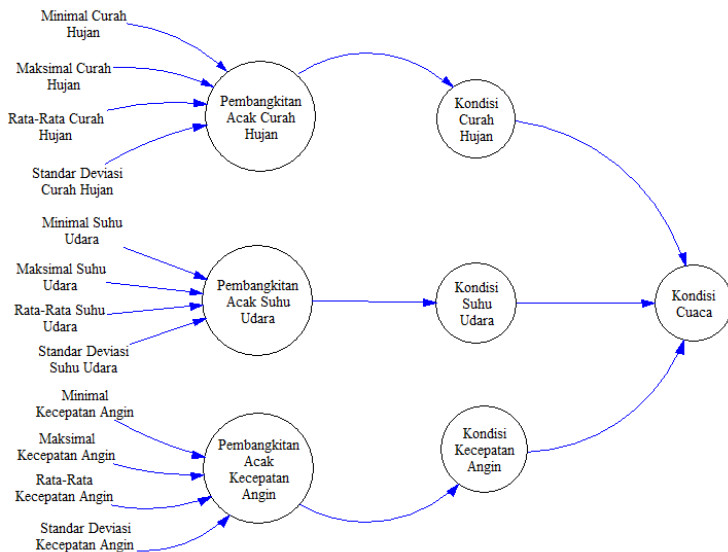 Minimal Curah
Hujan
Maksimal Curah
Hujan
Rata-Rata Curah
Hujan
Standar Deviasi
Curah Hujan
Pembangkitan
Acak Curah
Hujan
Kondisi
Curah
Hujan
Minimal Suhu
Udara
Maksimal Suhu
Udara
Rata-Rata Suhu
Udara
Standar Deviasi
Suhu Udara
Pembangkitan
Acak Suhu
Udara
Kondisi
Suhu
Udara
Kondisi
Cuaca
Minimal
Kecepatan Angin
Maksimal
Kecepatan Angin
Rata-Rata
Kecepatan Angin
Standar Deviasi
Kecepatan Angin
Pembangkitan
Acak
Kecepatan
Angin
Kondisi
Kecepatan
Angin